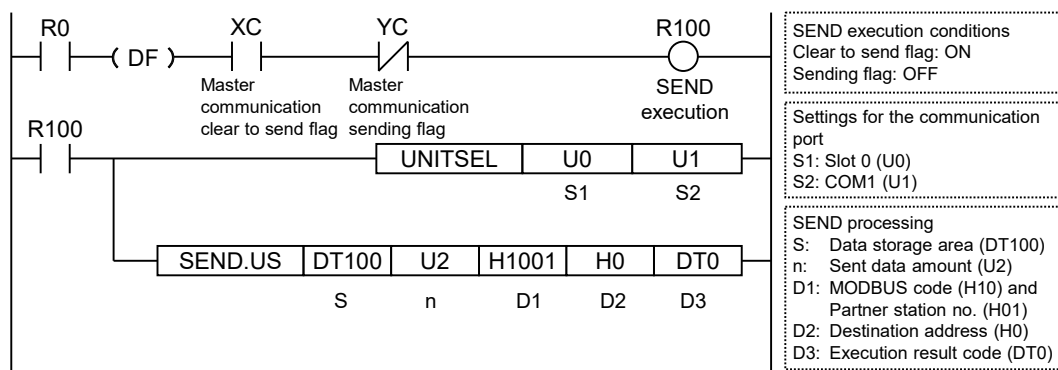 R0
( DF )
XC
YC
R100
Master
communication
clear to send flag
Master
communication
sending flag
SEND
execution
R100
UNITSEL U0 U1
S1 S2
SEND.US DT100 U2 H1001 H0 DT0
S n D1 D2 D3
SEND execution conditions
Clear to send flag: ON
Sending flag: OFF
Settings for the communication
port
S1: Slot 0 (U0)
S2: COM1 (U1)
SEND processing
S: Data storage area (DT100)
n: Sent data amount (U2)
D1: MODBUS code (H10) and
Partner station no. (H01)
D2: Destination address (H0)
D3: Execution result code (DT0)